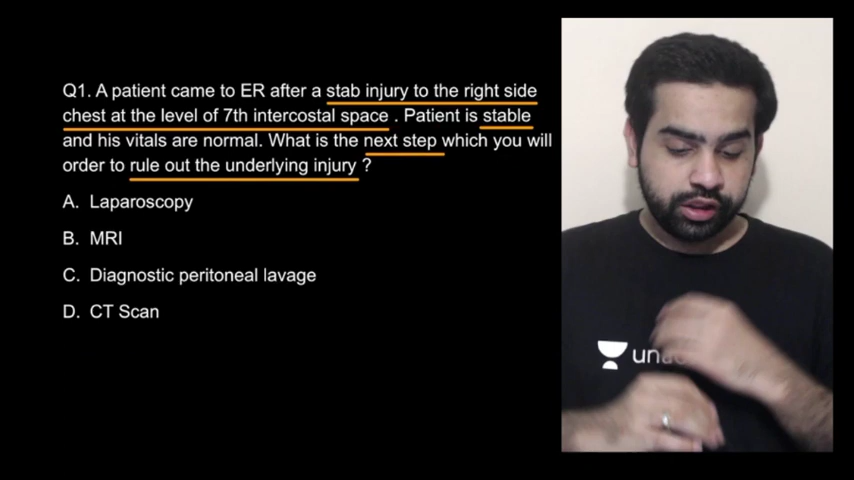 Q1. A patient came to ER after a stab injury to the right side
chest at the level of 7th intercostal space . Patient is stable
and his vitals are normal. What is the next step which you will
order to rule out the underlying injury ?
A. Laparoscopy
B. MRI
C. Diagnostic peritoneal lavage
D. CT Scan